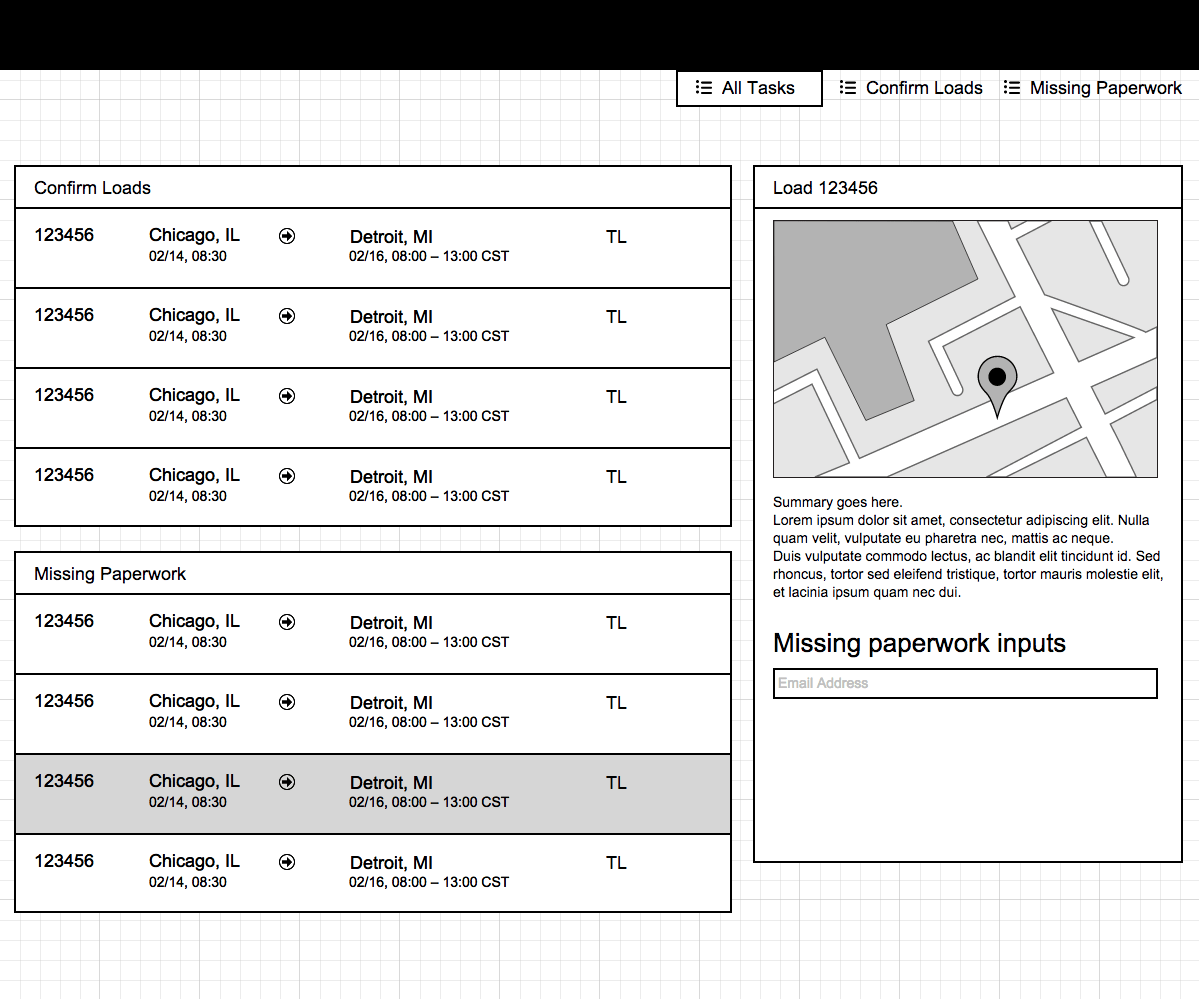 All Tasks Confirm Loads Missing Paperwork
Confirm Loads
123456 Chicago, IL Detroit, MI TL
02/14, 08:30 02/16, 08:00 – 13:00 CST
123456 Chicago, IL Detroit, MI TL
02/14, 08:30 02/16, 08:00 – 13:00 CST
123456 Chicago, IL Detroit, MI TL
02/14, 08:30 02/16, 08:00 – 13:00 CST
123456 Chicago, IL Detroit, MI TL
02/14, 08:30 02/16, 08:00 – 13:00 CST
Missing Paperwork
123456 Chicago, IL Detroit, MI TL
02/14, 08:30 02/16, 08:00 – 13:00 CST
123456 Chicago, IL Detroit, MI TL
02/14, 08:30 02/16, 08:00 – 13:00 CST
123456 Chicago, IL Detroit, MI TL
02/14, 08:30 02/16, 08:00 – 13:00 CST
123456 Chicago, IL Detroit, MI TL
02/14, 08:30 02/16, 08:00 – 13:00 CST
Load 123456
Summary goes here.
Lorem ipsum dolor sit amet, consectetur adipiscing elit. Nulla
quam velit, vulputate eu pharetra nec, mattis ac neque.
Duis vulputate commodo lectus, ac blandit elit tincidunt id. Sed
rhoncus, tortor sed eleifend tristique, tortor mauris molestie elit,
et lacinia ipsum quam nec dui.
Missing paperwork inputs
Email Address